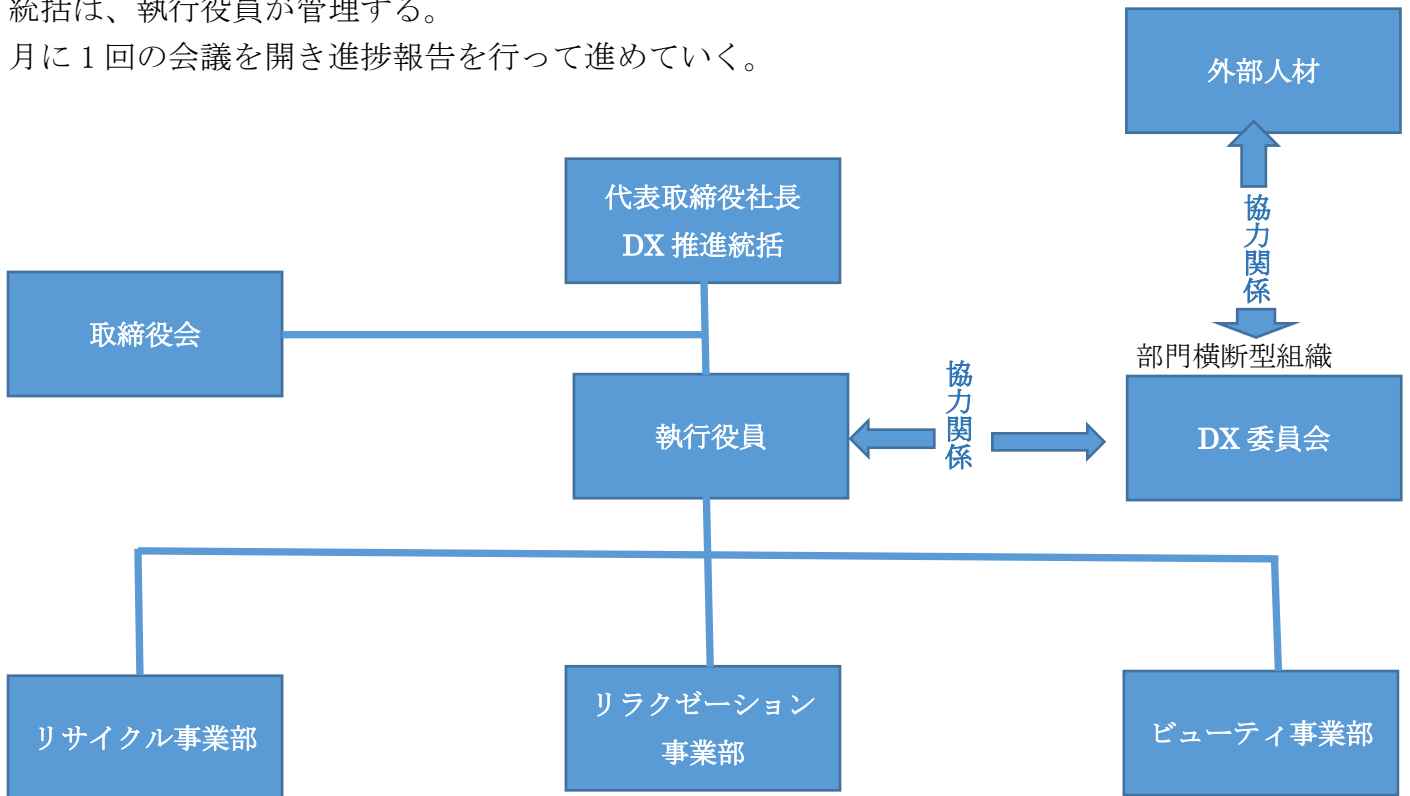 統括は、執行役員が管理する。
月に1回の会議を開き進捗報告を行って進めていく。
外部人材
協力関係
代表取締役社長
DX 推進統括
取締役会
部門横断型組織
執行役員
協力関係
DX 委員会
リサイクル事業部
リラクゼーション
事業部
ビューティ事業部